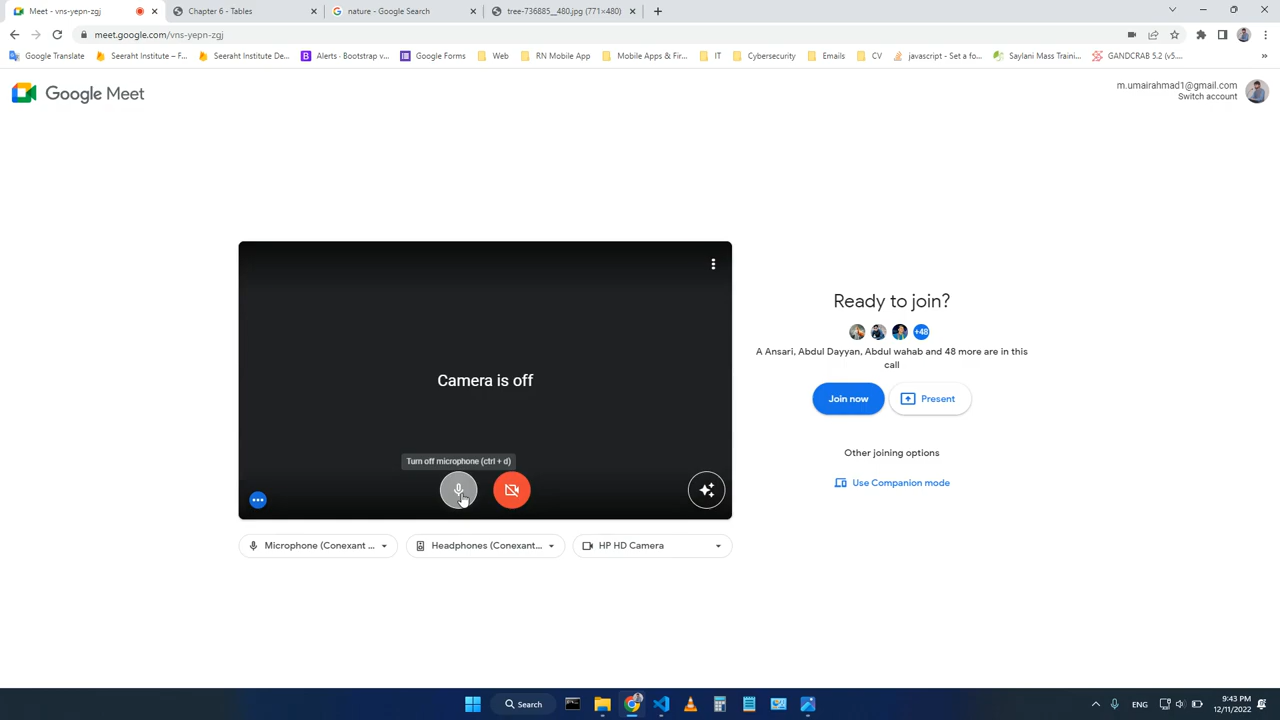 Meet - vns-yepn-zgj
Chapter 6 - Tables
nature - Google Search
tree-736885__480.jpg (771×480)
meet.google.com/vns-yepn-zgj
Google Translate
Seeraht Institute – F...
Seeraht Institute De...
Alerts · Bootstrap v...
Google Forms
Web
RN Mobile App
Mobile Apps & Fir...
IT
Cybersecurity
Emails
CV
javascript - Set a fo...
Saylani Mass Traini...
GANDCRAB 5.2 (v5....
Google Meet
m.umairahmad1@gmail.com
Switch account
Camera is off
Turn off microphone (ctrl + d)
Ready to join?
+48
A Ansari, Abdul Dayyan, Abdul wahab and 48 more are in this
call
Join now
Present
Other joining options
Use Companion mode
Microphone (Conexant ...
Headphones (Conexant...
HP HD Camera
Search
ENG
9:43 PM
12/11/2022